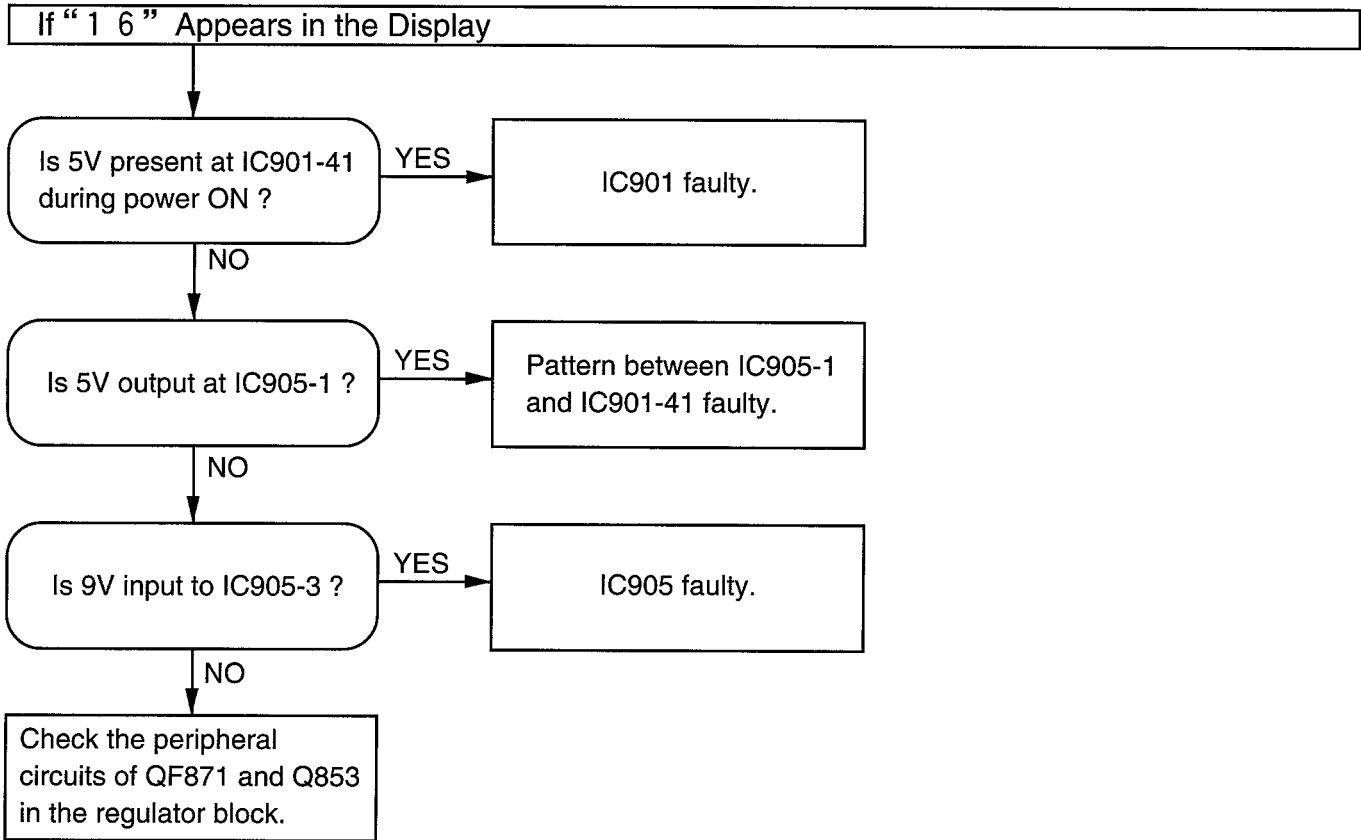 If “ 1 6 ” Appears in the Display
Is 5V present at IC901-41
during power ON ?
YES
IC901 faulty.
NO
Is 5V output at IC905-1 ?
YES
Pattern between IC905-1
and IC901-41 faulty.
NO
Is 9V input to IC905-3 ?
YES
IC905 faulty.
NO
Check the peripheral
circuits of QF871 and Q853
in the regulator block.